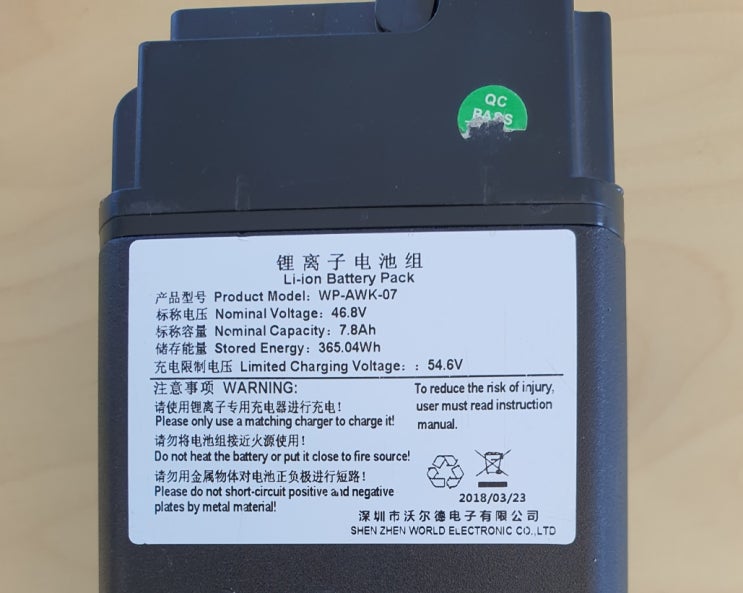 QC
锂离子电池组
Li-ion Battery Pack
产品型号 Product Model: WP-AWK-07
标称电压 Nominal Voltage: 46.8V
标称容量 Nominal Capacity: 7.8Ah
储存能量 Stored Energy: 365.04Wh
充电限制电压 Limited Charging Voltage: : 54.6V
注意事项 WARNING:
请使用锂离子专用充电器进行充电!
Please only use a matching charger to charge it!
请勿将电池组接近火源使用!
Do not heat the battery or put it close to fire source!
请勿用金属物体对电池正负极进行短路!
Please do not short-circuit positive and negative
plates by metal material!
To reduce the risk of injury,
user must read instruction
manual.
2018/03/23
深圳市沃尔德电子有限公司
SHEN ZHEN WORLD ELECTRONIC CO.,LTD